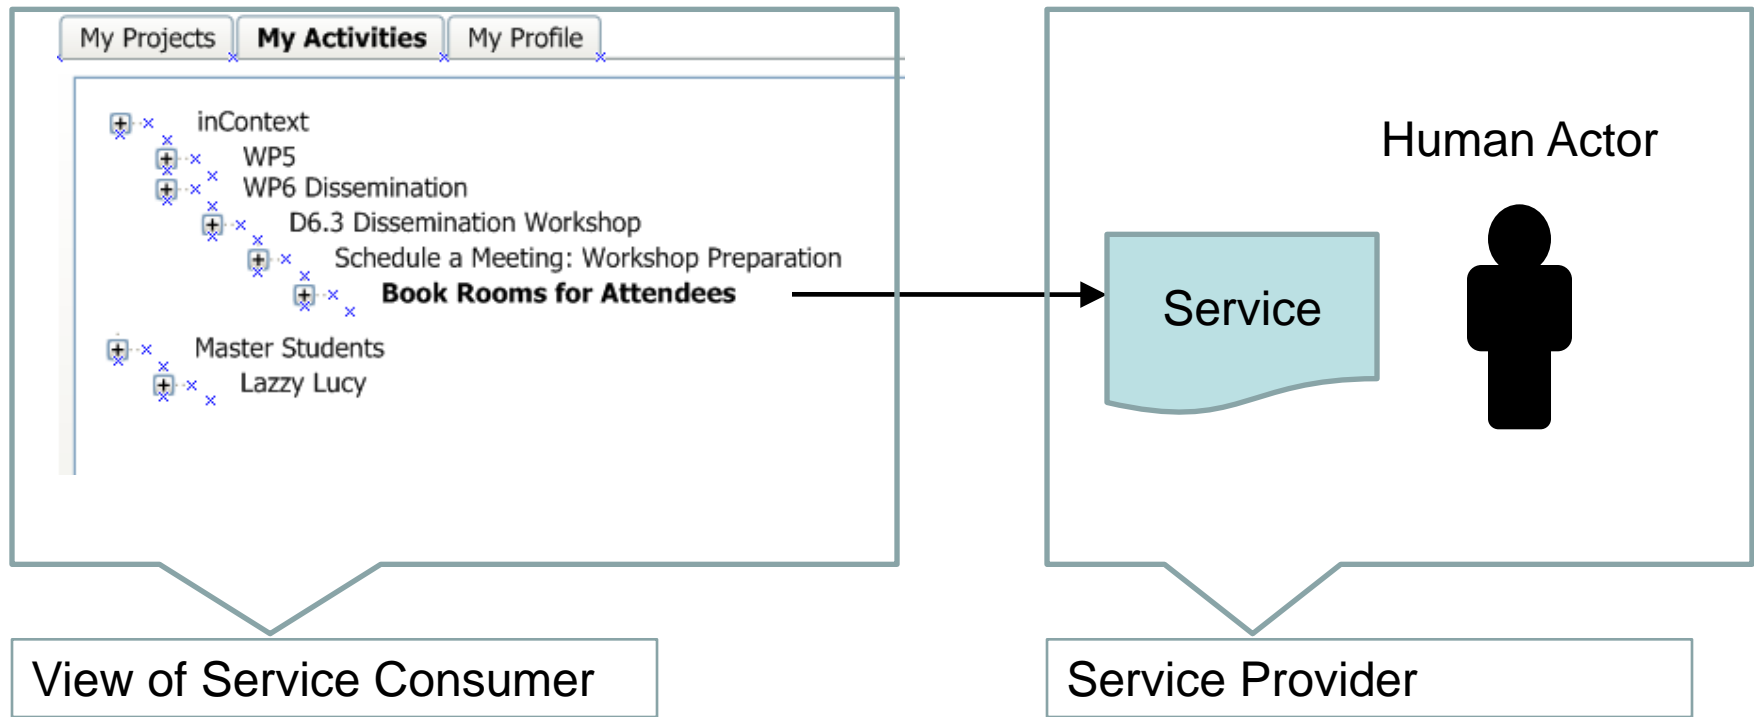 My Projects My Activities My Profile
inContext
WP5
WP6 Dissemination
D6.3 Dissemination Workshop
Schedule a Meeting: Workshop Preparation
Book Rooms for Attendees
Master Students
Lazzy Lucy
Human Actor
Service
View of Service Consumer
Service Provider